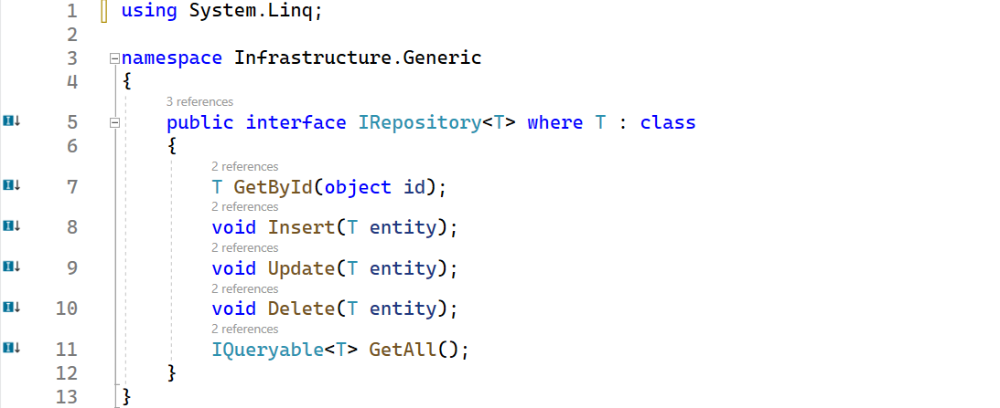 1 using System.Linq;
2
3 namespace Infrastructure.Generic
4 {
3 references
5 public interface IRepository<T> where T : class
6 {
2 references
7 T GetById(object id);
2 references
8 void Insert(T entity);
2 references
9 void Update(T entity);
2 references
10 void Delete(T entity);
2 references
11 IQueryable<T> GetAll();
12 }
13 }